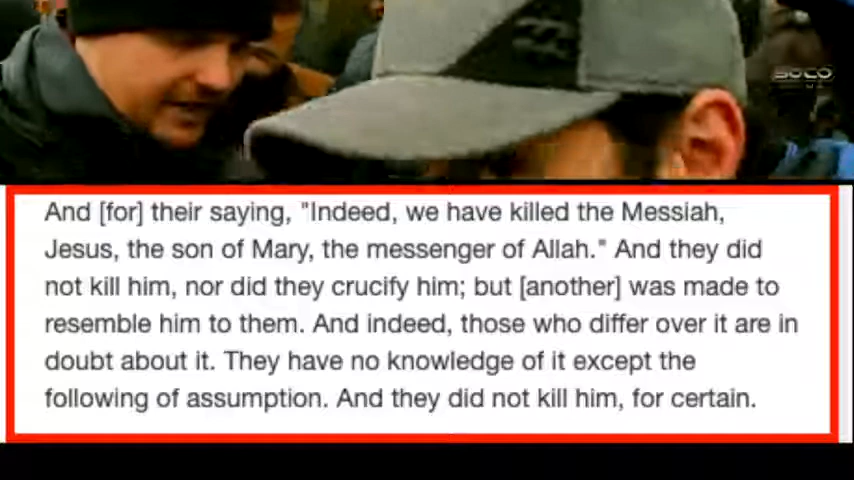 SOCO
And [for] their saying, "Indeed, we have killed the Messiah,
Jesus, the son of Mary, the messenger of Allah." And they did
not kill him, nor did they crucify him; but [another] was made to
resemble him to them. And indeed, those who differ over it are in
doubt about it. They have no knowledge of it except the
following of assumption. And they did not kill him, for certain.